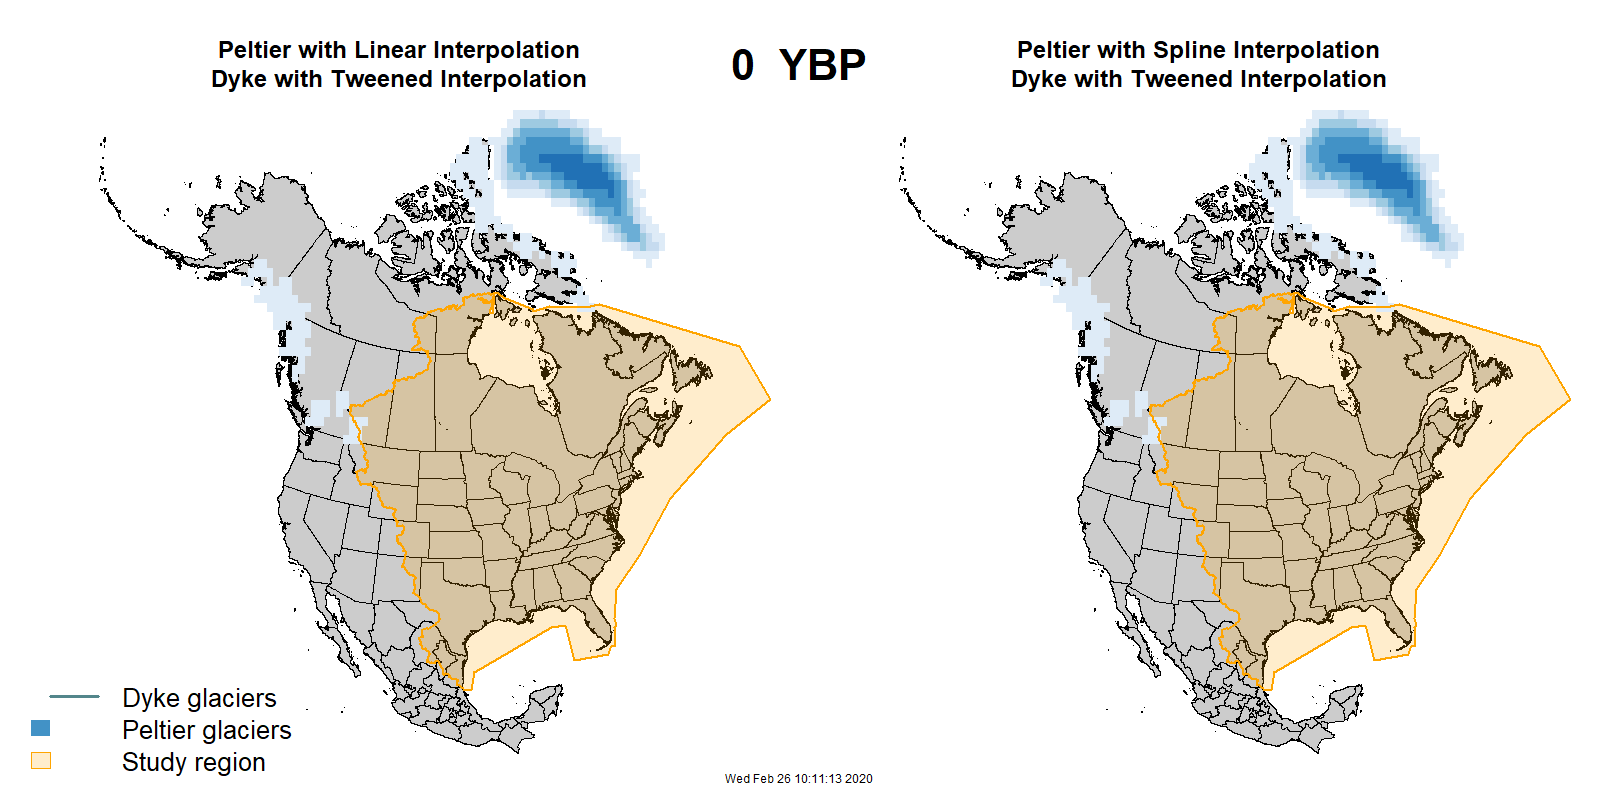 Peltier with Linear Interpolation
Dyke with Tweened Interpolation
0 YBP
Peltier with Spline Interpolation
Dyke with Tweened Interpolation
Dyke glaciers
Peltier glaciers
Study region
Wed Feb 26 10:11:13 2020